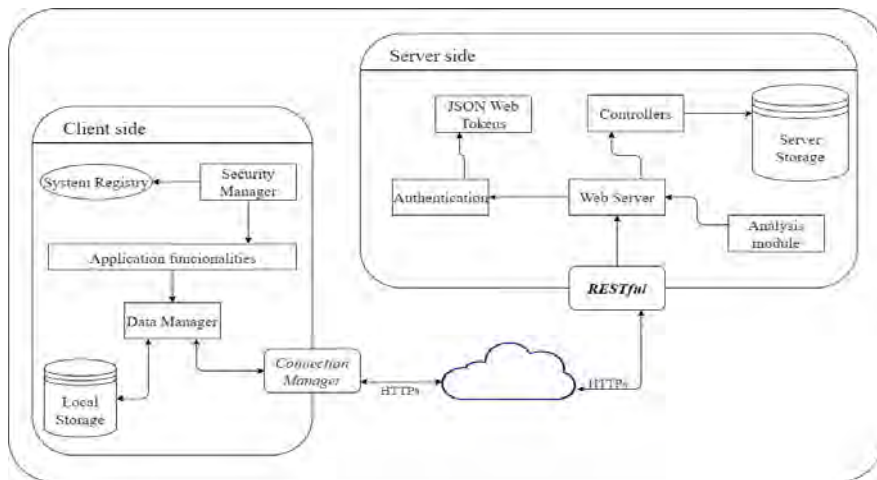 Server side
JSON Web
Tokens
Controllers
Server
Storage
Authentication
Web Server
Analysis
module
RESTful
Client side
System Registry
Security
Manager
Application funcionalities
Data Manager
Local
Storage
Connection
Manager
HTTPs
HTTPs